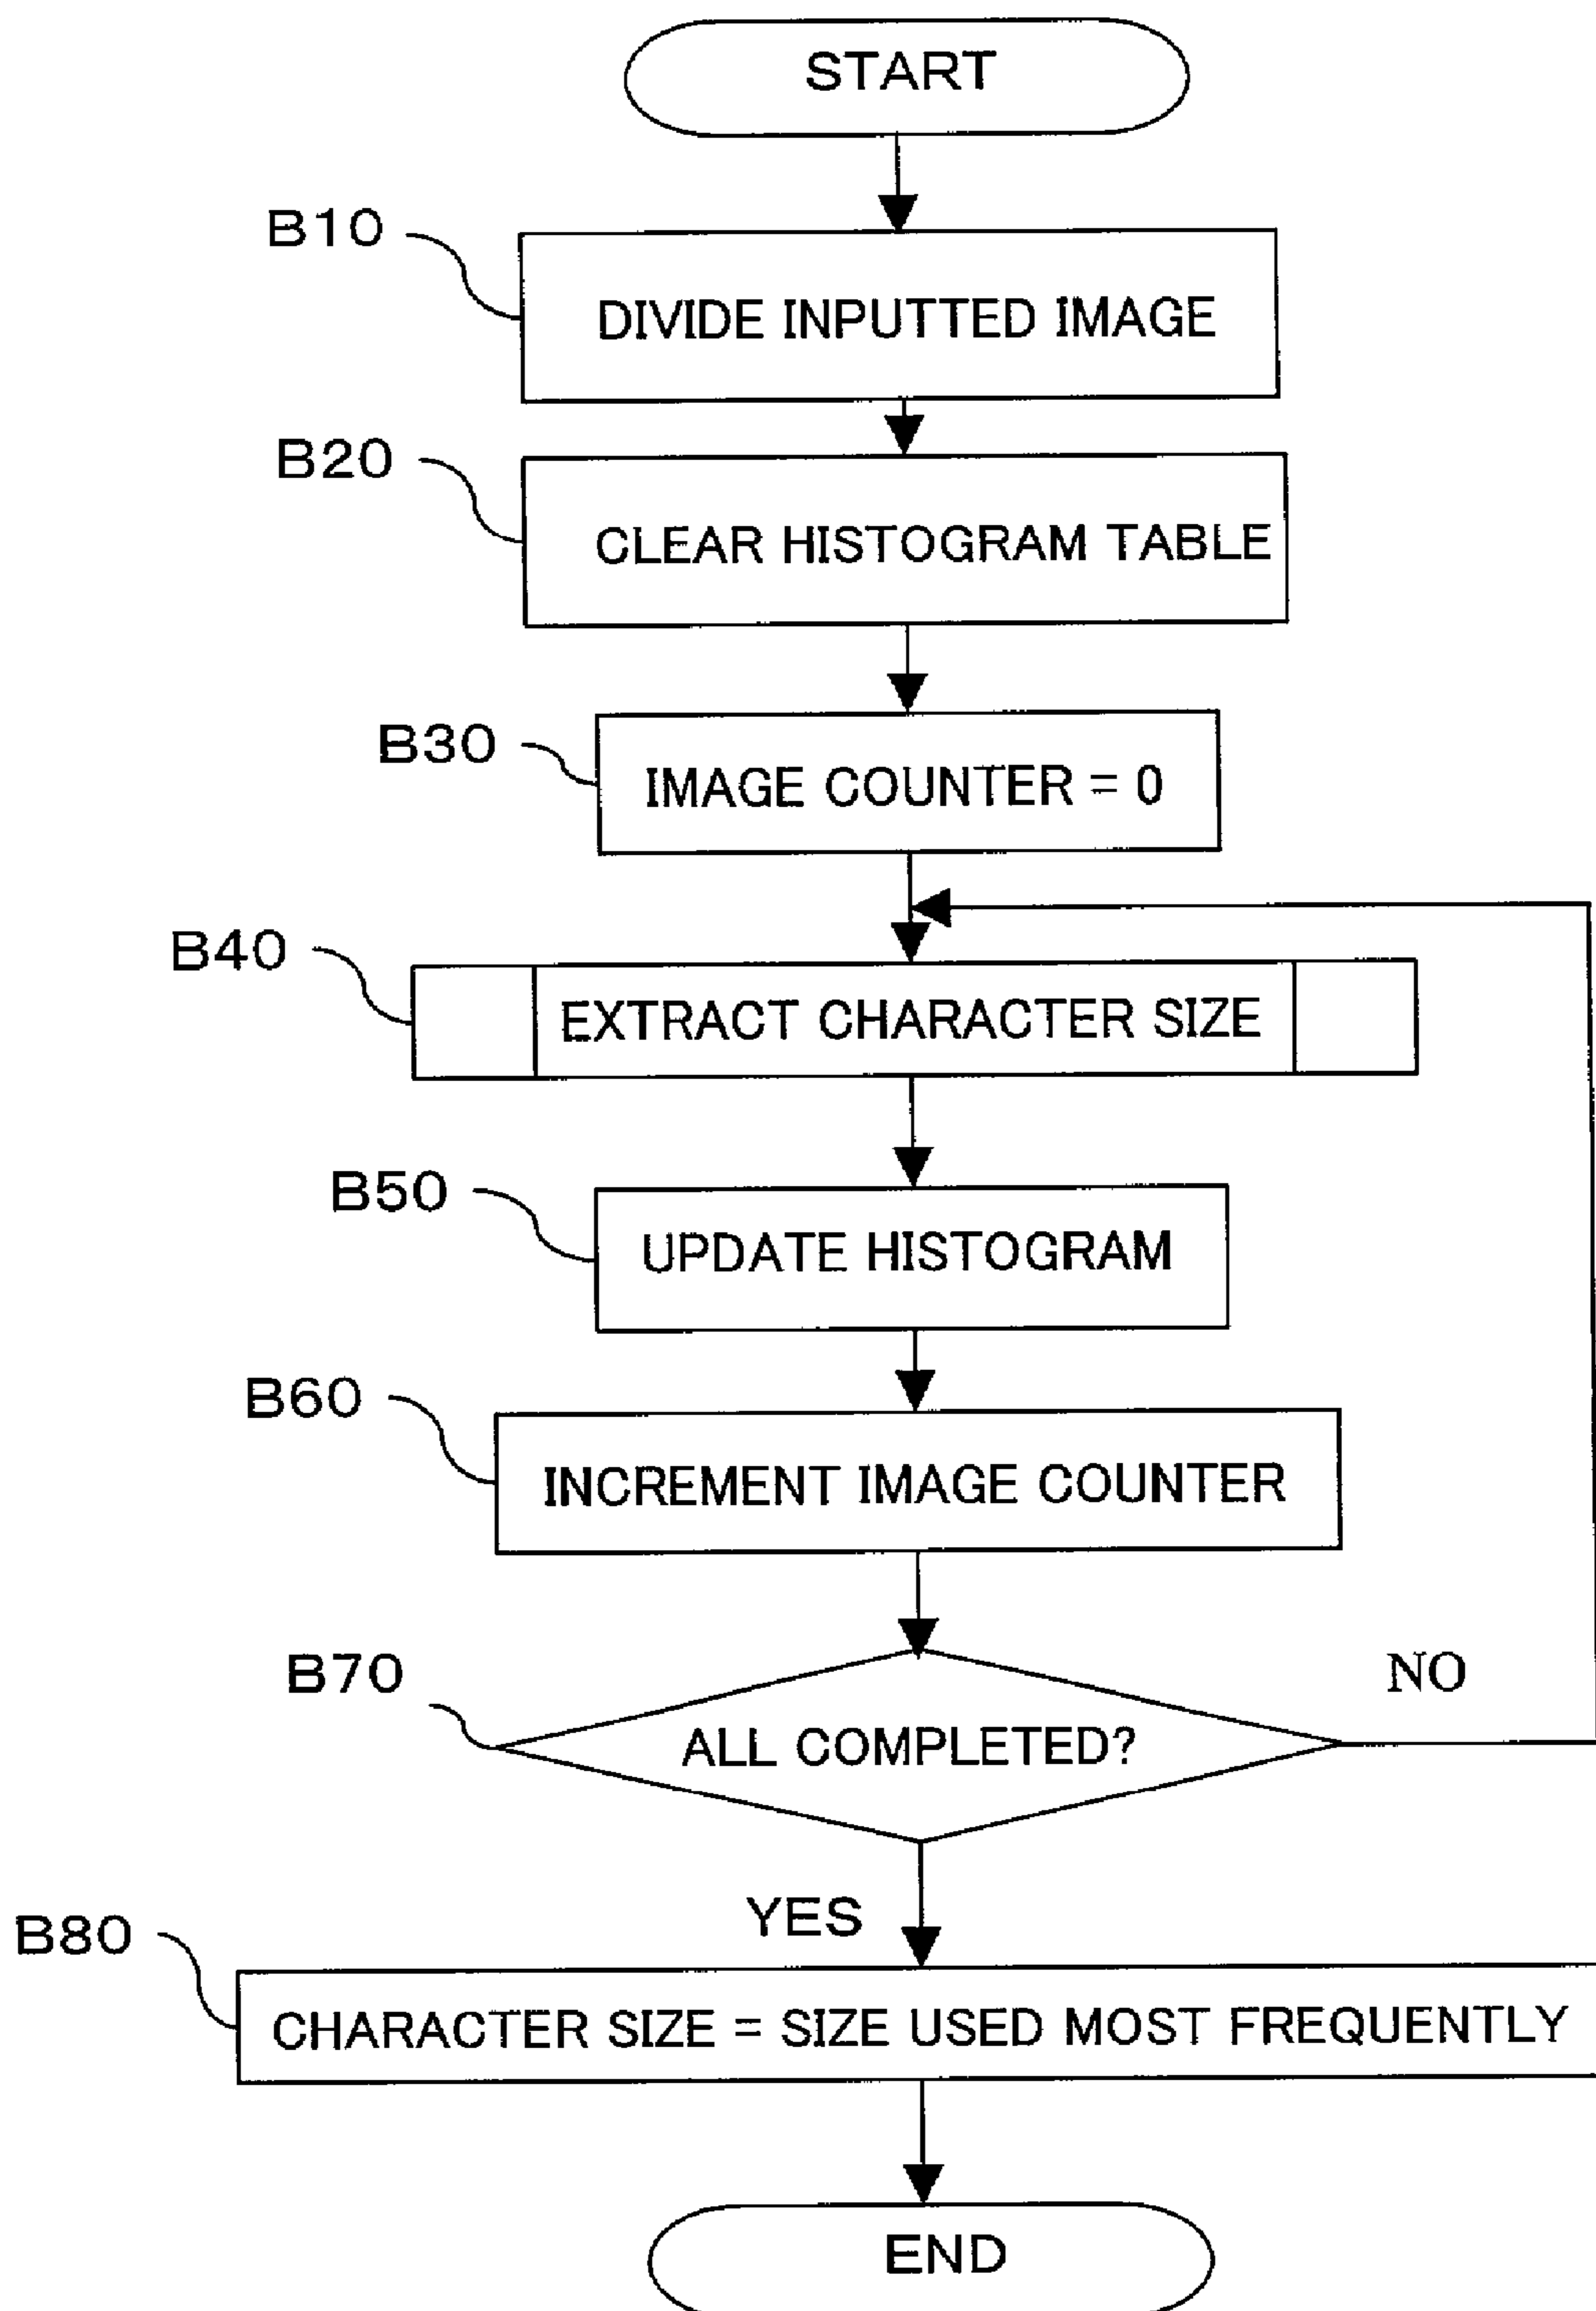 START
B10
DIVIDE INPUTTED IMAGE
B20
CLEAR HISTOGRAM TABLE
B30
IMAGE COUNTER = 0
B40
EXTRACT CHARACTER SIZE
B50
UPDATE HISTOGRAM
B60
INCREMENT IMAGE COUNTER
B70
NO
ALL COMPLETED?
YES
B80
CHARACTER SIZE = SIZE USED MOST FREQUENTLY
END